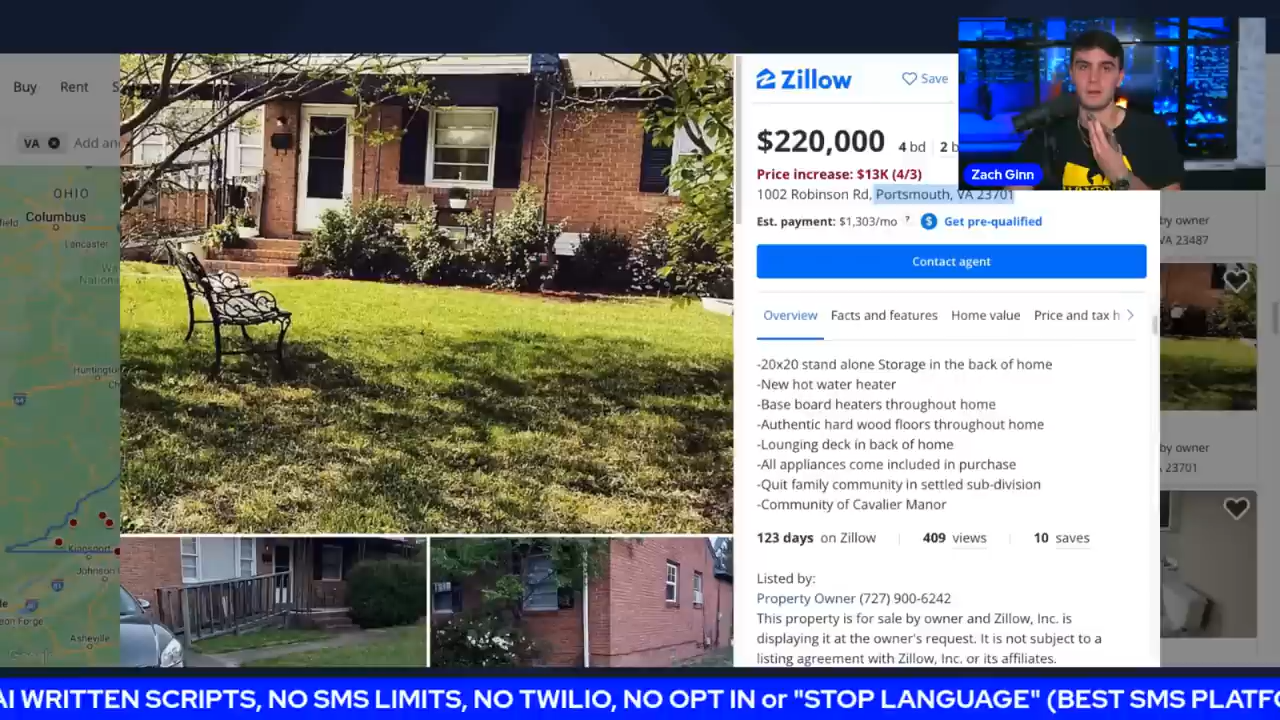 Buy
Rent
VA
Add an
OHIO
Columbus
Lancaster
Huntington
Kingsport
Asheville
Zillow
Save
$220,000
4 bd
2 b
Price increase: $13K (4/3)
1002 Robinson Rd, Portsmouth, VA 23701
Est. payment: $1,303/mo ?
$ Get pre-qualified
Contact agent
Overview
Facts and features
Home value
Price and tax h
-20x20 stand alone Storage in the back of home
-New hot water heater
-Base board heaters throughout home
-Authentic hard wood floors throughout home
-Lounging deck in back of home
-All appliances come included in purchase
-Quit family community in settled sub-division
-Community of Cavalier Manor
123 days on Zillow
409 views
10 saves
Listed by:
Property Owner (727) 900-6242
This property is for sale by owner and Zillow, Inc. is
displaying it at the owner's request. It is not subject to a
listing agreement with Zillow, Inc. or its affiliates.
Zach Ginn
by owner
VA 23487
by owner
23701
AI WRITTEN SCRIPTS, NO SMS LIMITS, NO TWILIO, NO OPT IN or "STOP LANGUAGE" (BEST SMS PLATFO